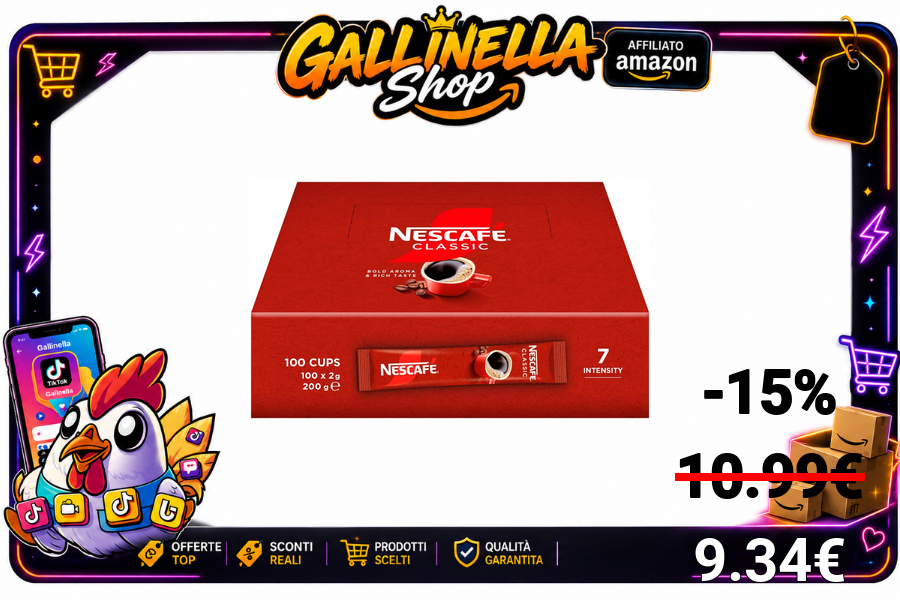 GALLINELLA
Shop
AFFILIATO
amazon
NESCAFE®
CLASSIC
BOLD AROMA
& RICH TASTE
100 CUPS
100 x 2g
200 g ℮
NESCAFE
NESCAFE
CLASSIC
7
INTENSITY
Gallinella
TikTok
Gallinella
-15%
10.99€
9.34€
OFFERTE
TOP
SCONTI
REALI
PRODOTTI
SCELTI
QUALITÀ
GARANTITA